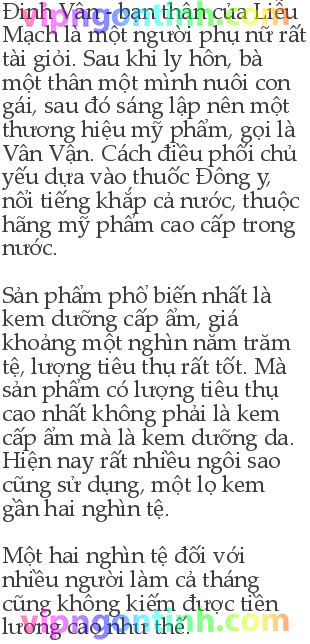 Đinh Vân - bạn thân của Liễu
Mạch là một người phụ nữ rất
tài giỏi. Sau khi ly hôn, bà
một thân một mình nuôi con
gái, sau đó sáng lập nên một
thương hiệu mỹ phẩm, gọi là
Vân Vận. Cách điều phối chủ
yếu dựa vào thuốc Đông y,
nổi tiếng khắp cả nước, thuộc
hãng mỹ phẩm cao cấp trong
nước.
Sản phẩm phổ biến nhất là
kem dưỡng cấp ẩm, giá
khoảng một nghìn năm trăm
tệ, lượng tiêu thụ rất tốt. Mà
sản phẩm có lượng tiêu thụ
cao nhất không phải là kem
cấp ẩm mà là kem dưỡng da.
Hiện nay rất nhiều ngôi sao
cũng sử dụng, một lọ kem
gần hai nghìn tệ.
Một hai nghìn tệ đối với
nhiều người làm cả tháng
cũng không kiếm được tiền
lương cao như thế.
vipngontinh.com
vipngontinh.com